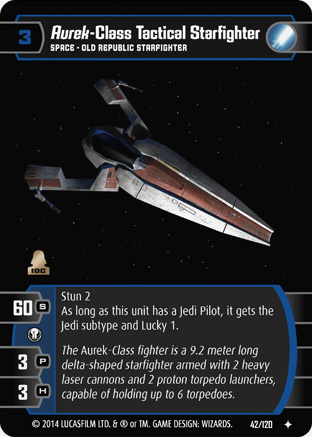 3
Aurek-Class Tactical Starfighter
SPACE - OLD REPUBLIC STARFIGHTER
IDC
60 S
Stun 2
As long as this unit has a Jedi Pilot, it gets the
Jedi subtype and Lucky 1.
3 P
3 H
The Aurek-Class fighter is a 9.2 meter long
delta-shaped starfighter armed with 2 heavy
laser cannons and 2 proton torpedo launchers,
capable of holding up to 6 torpedoes.
© 2014 LUCASFILM LTD. & ® or TM. GAME DESIGN: WIZARDS. 42/120